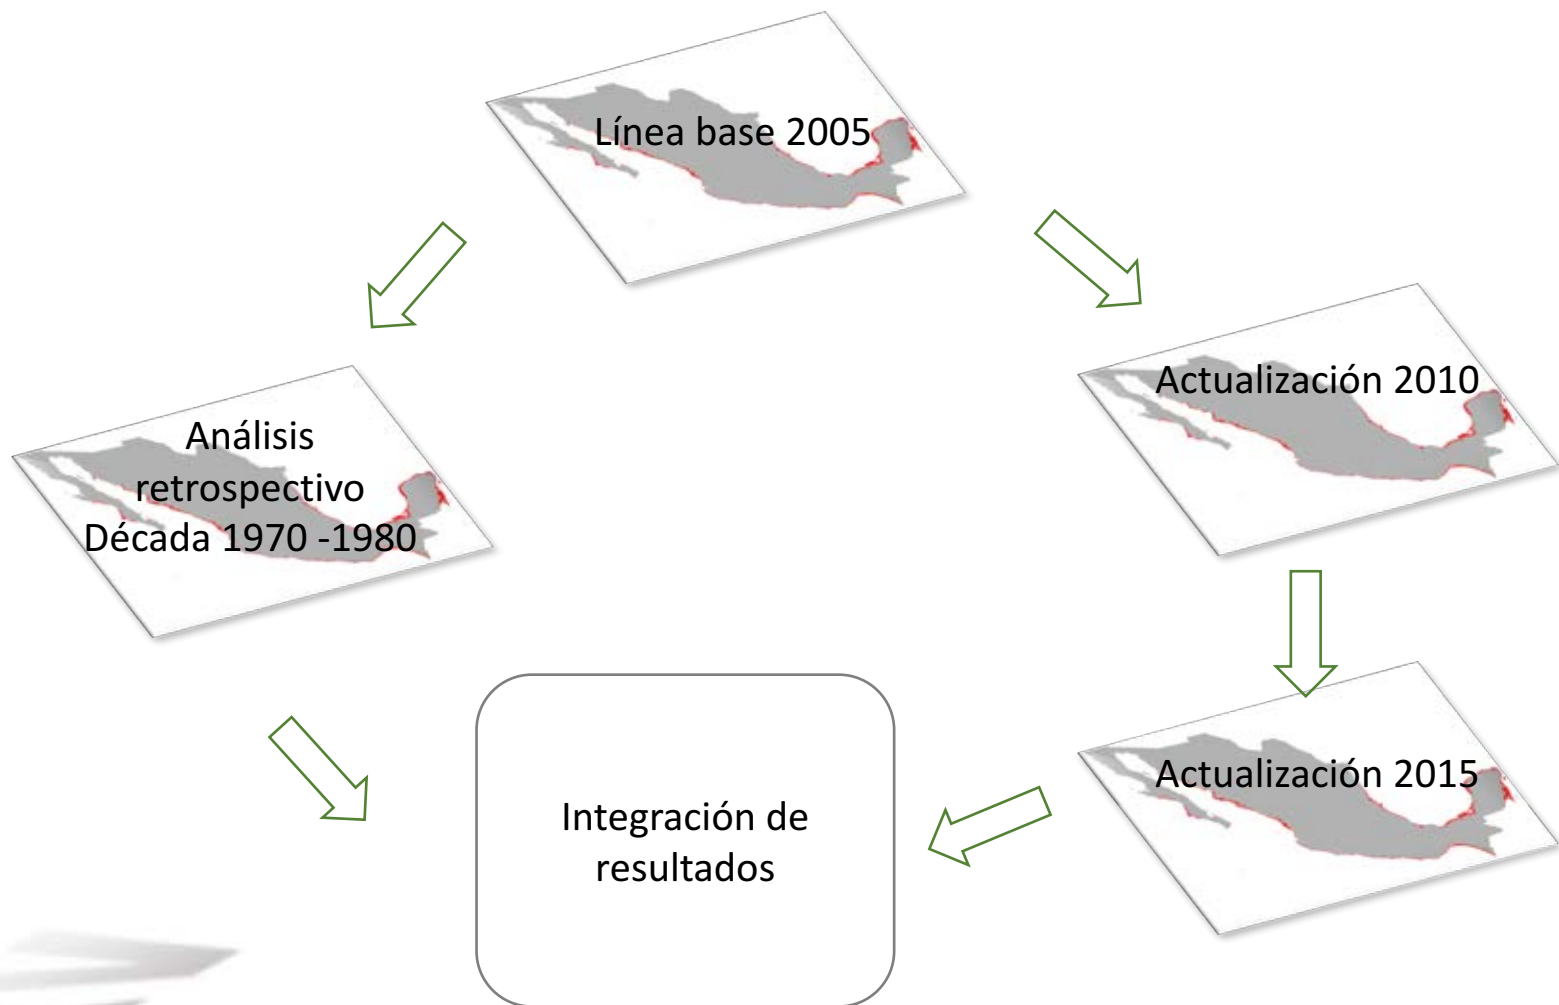 Línea base 2005
Actualización 2010
Análisis
retrospectivo
Década 1970 -1980
Actualización 2015
Integración de
resultados